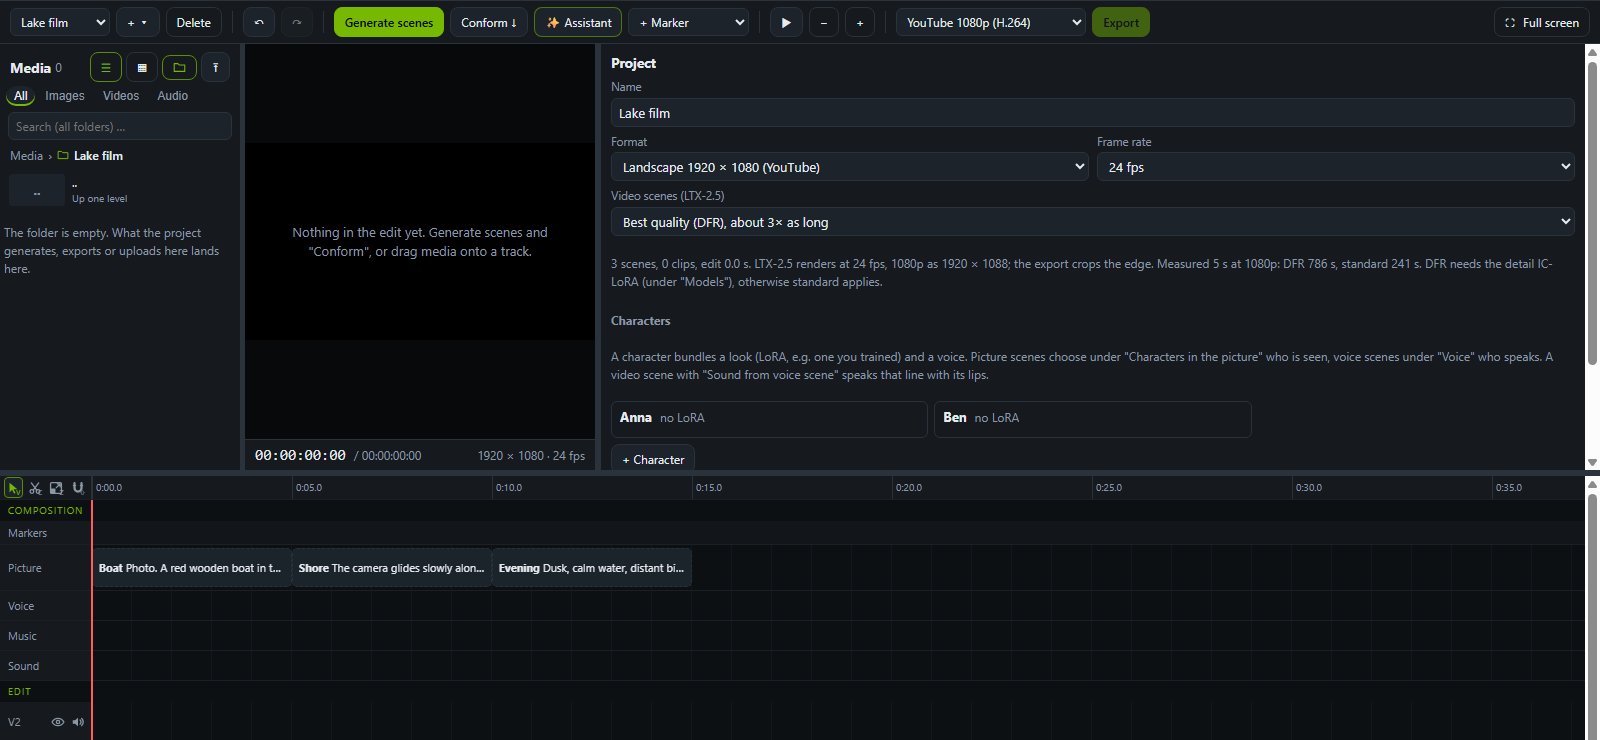 Lake film
+
Delete
Generate scenes
Conform ↓
✨ Assistant
+ Marker
−
+
YouTube 1080p (H.264)
Export
Full screen
Media 0
All Images Videos Audio
Search (all folders) ...
Media › Lake film
..
..
Up one level
The folder is empty. What the project
generates, exports or uploads here lands
here.
Nothing in the edit yet. Generate scenes and
"Conform", or drag media onto a track.
00:00:00:00 / 00:00:00:00
1920 × 1080 · 24 fps
Project
Name
Lake film
Format
Frame rate
Landscape 1920 × 1080 (YouTube)
24 fps
Video scenes (LTX-2.5)
Best quality (DFR), about 3× as long
3 scenes, 0 clips, edit 0.0 s. LTX-2.5 renders at 24 fps, 1080p as 1920 × 1088; the export crops the edge. Measured 5 s at 1080p: DFR 786 s, standard 241 s. DFR needs the detail IC-
LoRA (under "Models"), otherwise standard applies.
Characters
A character bundles a look (LoRA, e.g. one you trained) and a voice. Picture scenes choose under "Characters in the picture" who is seen, voice scenes under "Voice" who speaks. A
video scene with "Sound from voice scene" speaks that line with its lips.
Anna no LoRA
Ben no LoRA
+ Character
0:00.0 0:05.0 0:10.0 0:15.0 0:20.0 0:25.0 0:30.0 0:35.0
COMPOSITION
Markers
Picture
Boat Photo. A red wooden boat in t...
Shore The camera glides slowly alon...
Evening Dusk, calm water, distant bi...
Voice
Music
Sound
EDIT
V2